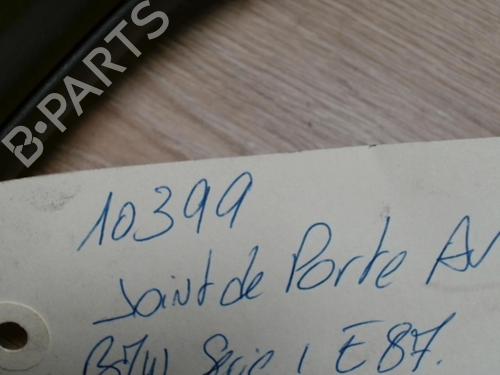 B-PARTS
10399
Joint de Porte AV
BMW Serie 1 E87.